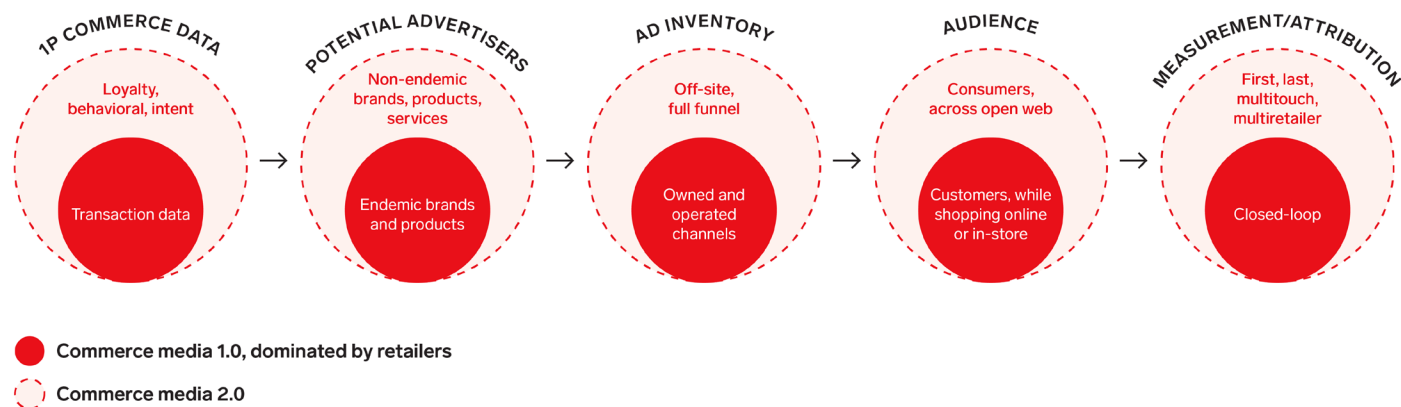 1P COMMERCE DATA
Loyalty,
behavioral, intent
Transaction data
POTENTIAL ADVERTISERS
Non-endemic
brands, products,
services
Endemic brands
and products
AD INVENTORY
Off-site,
full funnel
Owned and
operated
channels
AUDIENCE
Consumers,
across open web
Customers, while
shopping online
or in-store
MEASUREMENT/ATTRIBUTION
First, last,
multitouch,
multiretailer
Closed-loop
Commerce media 1.0, dominated by retailers
Commerce media 2.0